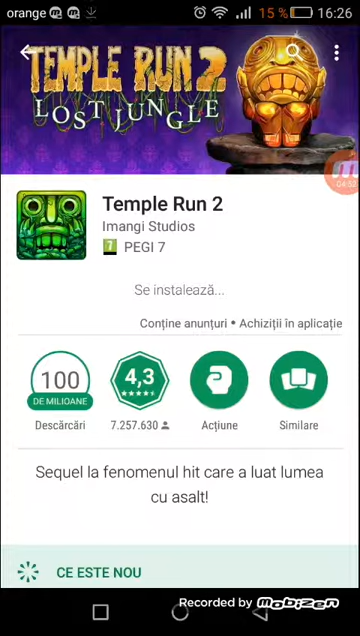 orange 15 % 16:26
TEMPLE RUN 2
LOST JUNGLE
04:52
Temple Run 2
Imangi Studios
7 PEGI 7
Se instalează...
Conține anunțuri • Achiziții în aplicație
100
DE MILIOANE
4,3
Descărcări 7.257.630 Acțiune Similare
Sequel la fenomenul hit care a luat lumea
cu asalt!
CE ESTE NOU
Recorded by Mobizen